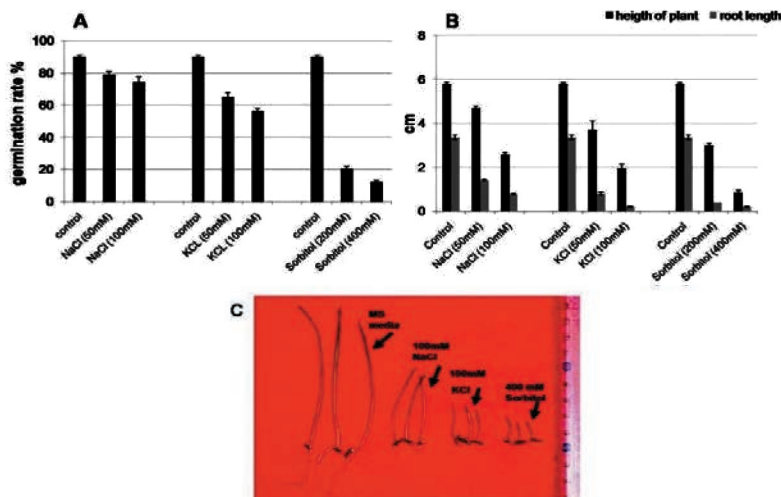 A
germination rate %
100
80
60
40
20
0
control
NaCl (50mM)
NaCl (100mM)
control
KCL (50mM)
KCL (100mM)
control
Sorbitol (200mM)
Sorbitol (400mM)
B
heigth of plant
root length
cm
8
6
4
2
0
Control
NaCl (50mM)
NaCl (100mM)
Control
KCl (50mM)
KCl (100mM)
Control
Sorbitol (200mM)
Sorbitol (400mM)
C
MS
media
100mM
NaCl
100mM
KCl
400 mM
Sorbitol